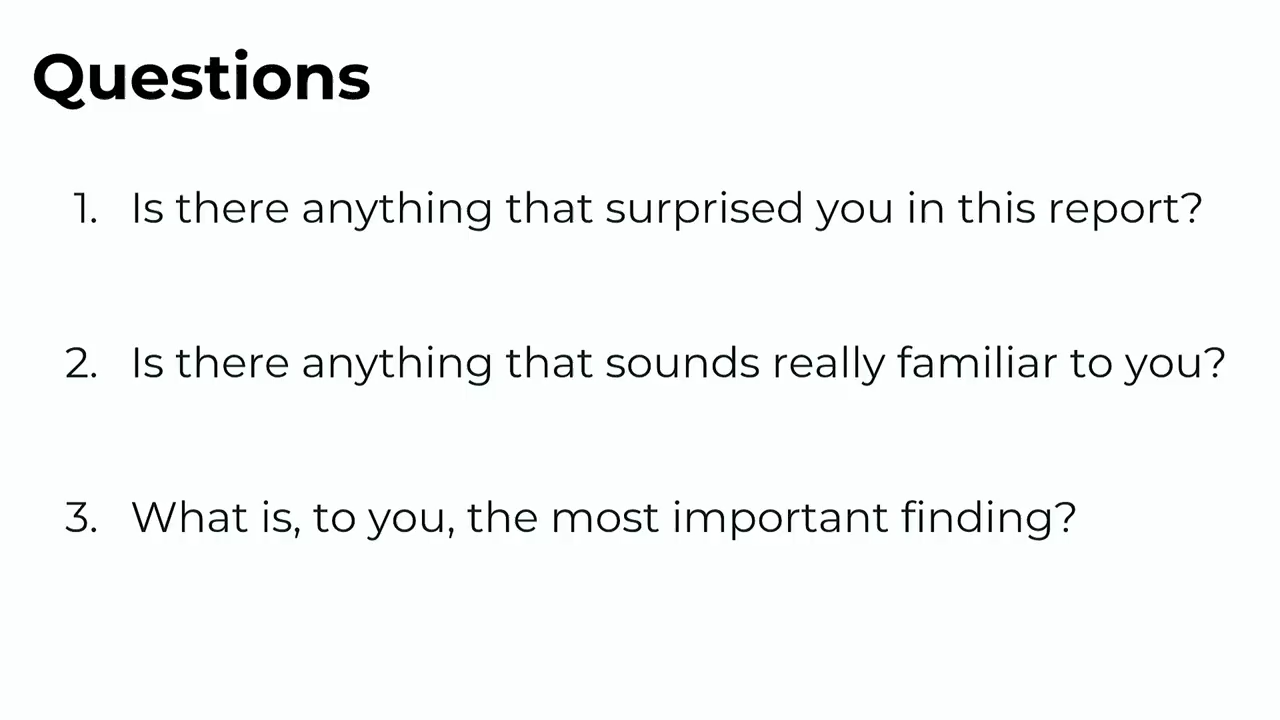 Questions
1. Is there anything that surprised you in this report?
2. Is there anything that sounds really familiar to you?
3. What is, to you, the most important finding?